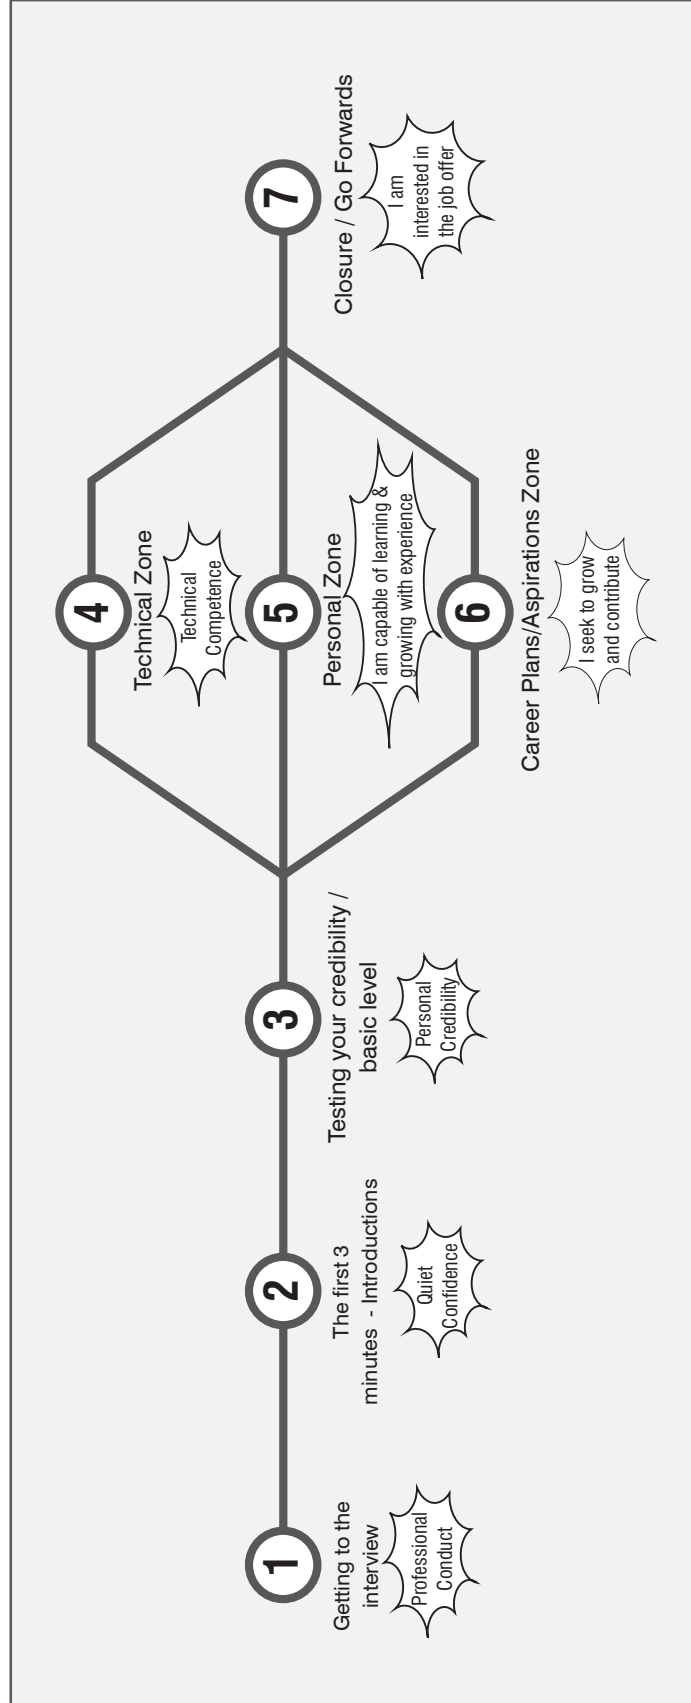 1
Getting to the
interview
Professional
Conduct
2
The first 3
minutes - Introductions
Quiet
Confidence
3
Testing your credibility /
basic level
Personal
Credibility
4
Technical Zone
Technical
Competence
5
Personal Zone
I am capable of learning &
growing with experience
6
Career Plans/Aspirations Zone
I seek to grow
and contribute
7
Closure / Go Forwards
I am
interested in
the job offer